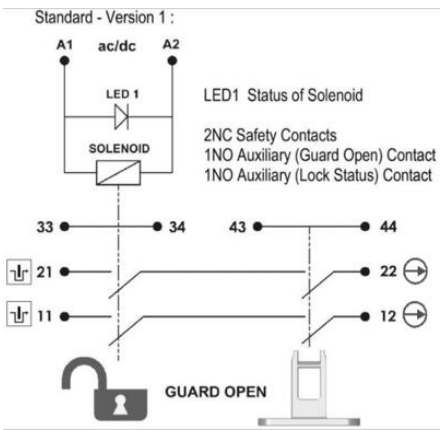 Standard - Version 1 :
A1 ac/dc A2
LED 1
LED1 Status of Solenoid
SOLENOID
2NC Safety Contacts
1NO Auxiliary (Guard Open) Contact
1NO Auxiliary (Lock Status) Contact
33 34 43 44
21 22
11 12
GUARD OPEN